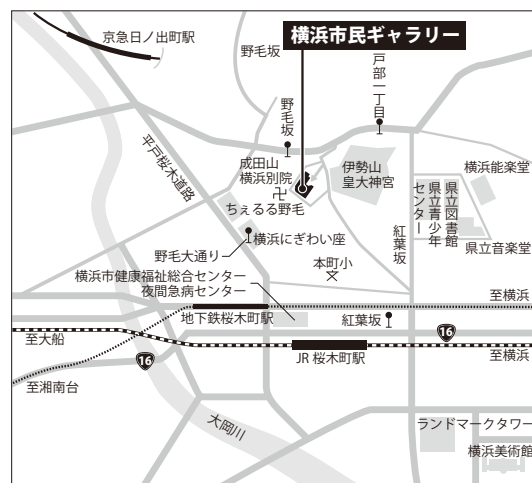 京急日ノ出町駅
横浜市民ギャラリー
野毛坂
戸部一丁目
野毛坂
成田山
横浜別院
卍
伊勢山
皇大神宮
横浜能楽堂
平戸桜木道路
ちぇるる野毛
県立図書館
県立青少年
センター
紅葉坂
横浜にぎわい座
県立音楽堂
野毛大通り
本町小
横浜市健康福祉総合センター
夜間急病センター
至横浜
地下鉄桜木町駅
紅葉坂
16
至大船
至横浜
16
JR 桜木町駅
至湘南台
大岡川
ランドマークタワー
横浜美術館